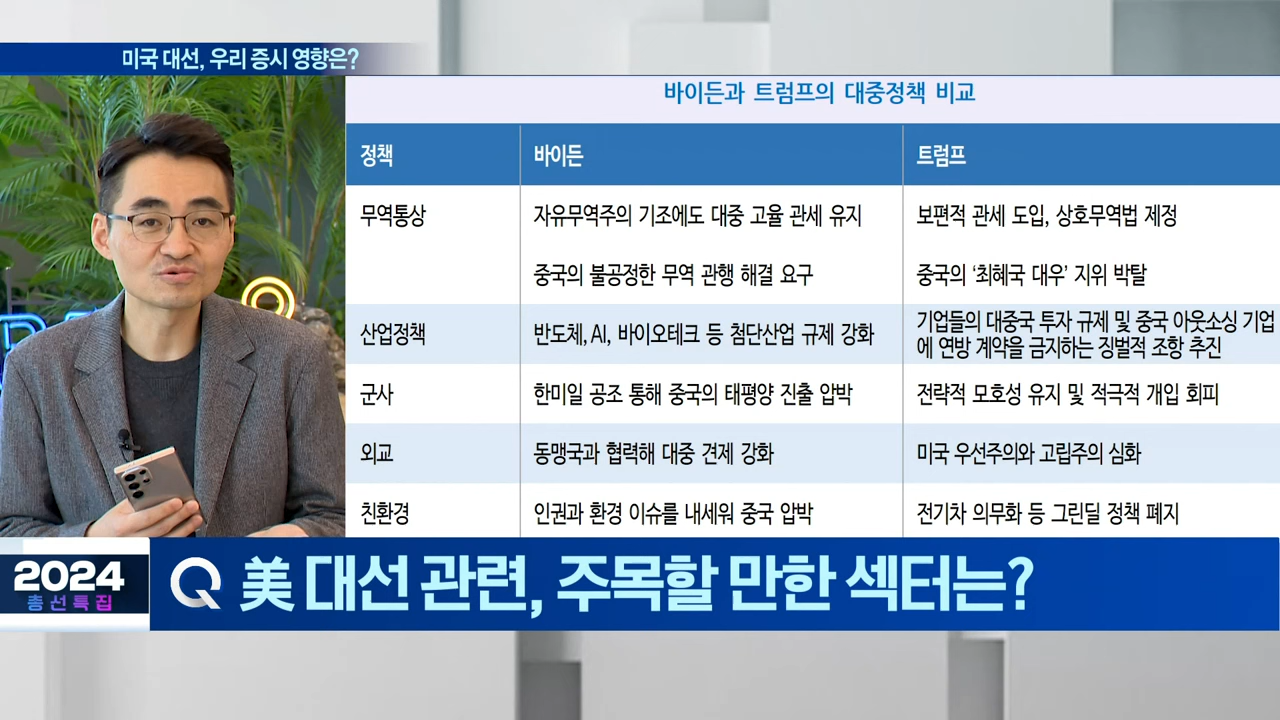 미국 대선, 우리 증시 영향은?
바이든과 트럼프의 대중정책 비교
정책 바이든 트럼프
무역통상 자유무역주의 기조에도 대중 고율 관세 유지 보편적 관세 도입, 상호무역법 제정
중국의 불공정한 무역 관행 해결 요구 중국의 ‘최혜국 대우’ 지위 박탈
산업정책 반도체, AI, 바이오테크 등 첨단산업 규제 강화 기업들의 대중국 투자 규제 및 중국 아웃소싱 기업
에 연방 계약을 금지하는 징벌적 조항 추진
군사 한미일 공조 통해 중국의 태평양 진출 압박 전략적 모호성 유지 및 적극적 개입 회피
외교 동맹국과 협력해 대중 견제 강화 미국 우선주의와 고립주의 심화
친환경 인권과 환경 이슈를 내세워 중국 압박 전기차 의무화 등 그린딜 정책 폐지
2024
총선특집
Q 美 대선 관련, 주목할 만한 섹터는?